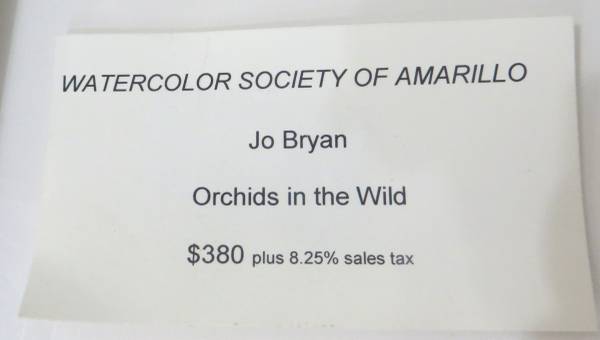 WATERCOLOR SOCIETY OF AMARILLO
Jo Bryan
Orchids in the Wild
$380 plus 8.25% sales tax